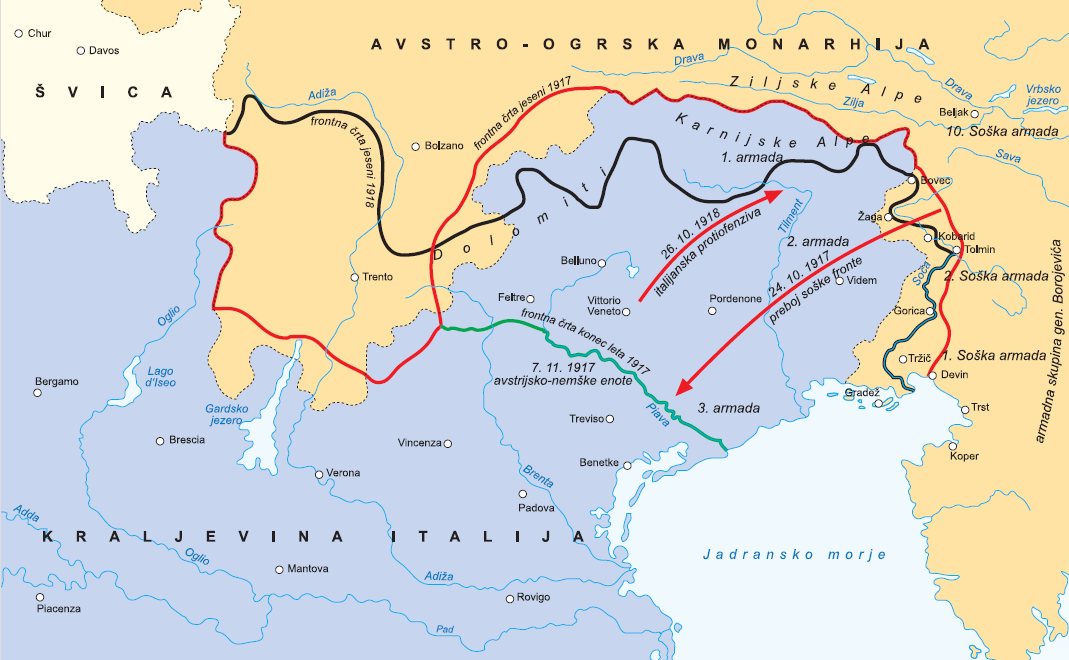 Chur
Davos
AVSTRO-OGRSKA MONARHIJA
Drava
ŠVICA
Adiža
frontna črta jeseni 1917
Ziljske Alpe
Zilja
Drava
Vrbsko
jezero
Beljak
10. Soška armada
frontna črta jeseni 1918
Bolzano
Karnijske Alpe
1. armada
Sava
Bovec
Dolomiti
Tilment
Žaga
Kobarid
Tolmin
26. 10. 1918
italijanska protiofenziva
2. armada
24. 10. 1917
preboj soške fronte
Belluno
Trento
Videm
Soča
2. Soška armada
armadna skupina gen. Borojevića
Feltre
Vittorio
Veneto
Pordenone
Gorica
Oglio
frontna črta konec leta 1917
7. 11. 1917
avstrijsko-nemške enote
Tržič
1. Soška armada
Devin
Lago
d'Iseo
Bergamo
Gardsko
jezero
Piava
3. armada
Gradež
Trst
Brescia
Vincenza
Treviso
Koper
Verona
Benetke
Brenta
Padova
Adda
KRALJEVINA ITALIJA
Jadransko morje
Oglio
Mantova
Adiža
Piacenza
Rovigo
Pad